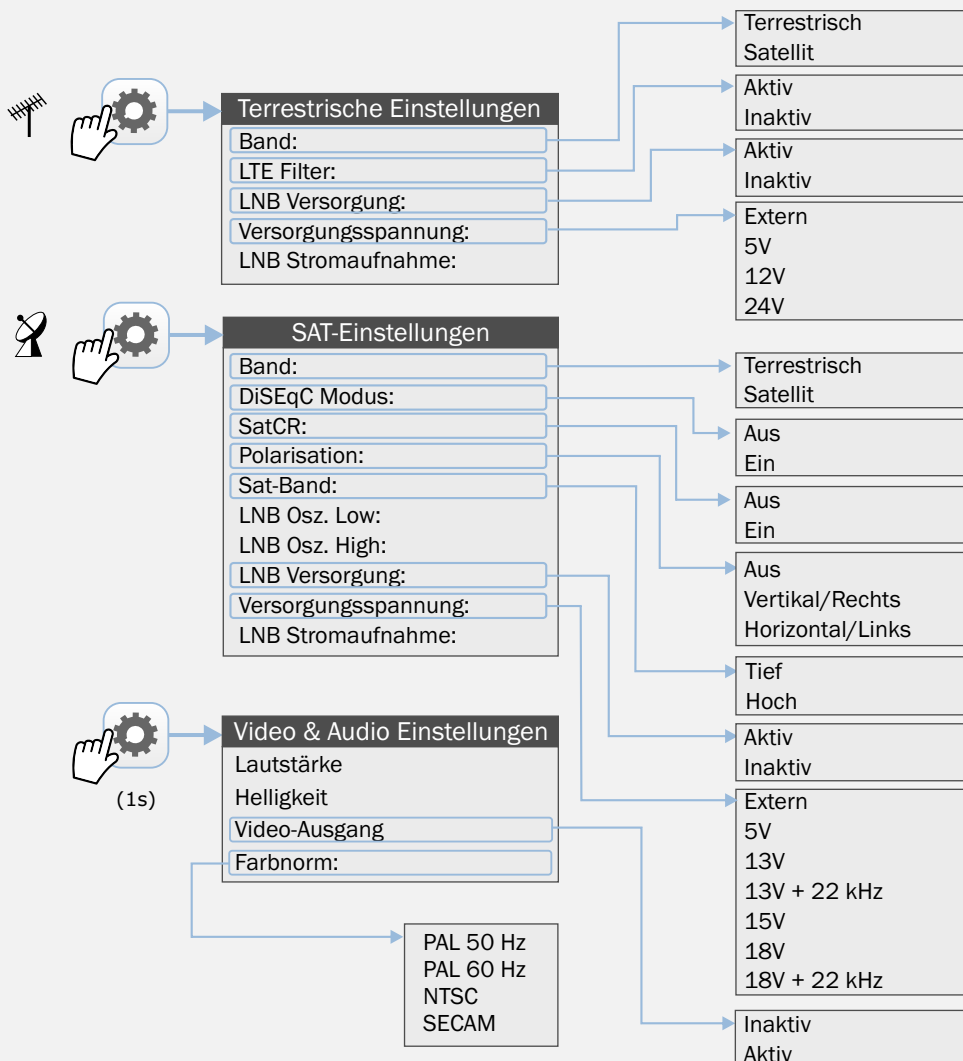 Terrestrische Einstellungen
Band:
LTE Filter:
LNB Versorgung:
Versorgungsspannung:
LNB Stromaufnahme:
Terrestrisch
Satellit
Aktiv
Inaktiv
Aktiv
Inaktiv
Extern
5V
12V
24V
SAT-Einstellungen
Band:
DiSEqC Modus:
SatCR:
Polarisation:
Sat-Band:
LNB Osz. Low:
LNB Osz. High:
LNB Versorgung:
Versorgungsspannung:
LNB Stromaufnahme:
Terrestrisch
Satellit
Aus
Ein
Aus
Ein
Aus
Vertikal/Rechts
Horizontal/Links
Tief
Hoch
Aktiv
Inaktiv
Extern
5V
13V
13V + 22 kHz
15V
18V
18V + 22 kHz
(1s)
Video & Audio Einstellungen
Lautstärke
Helligkeit
Video-Ausgang
Farbnorm:
PAL 50 Hz
PAL 60 Hz
NTSC
SECAM
Inaktiv
Aktiv